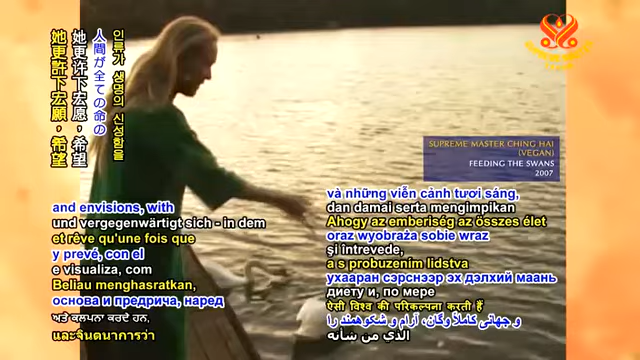 她更許下宏願，希望
她更许下宏愿，希望
人間が全ての命の
인류가 생명의 신성함을
SUPREME MASTER CHING HAI
(VEGAN)
FEEDING THE SWANS
2007
and envisions, with
und vergegenwärtigt sich - in dem
et rêve qu'une fois que
y prevé, con el
e visualiza, com
Beliau menghasratkan,
основа и предрича, наред
ਅਤੇ ਕਲਪਨਾ ਕਰਦੇ ਹਨ,
และจินตนาการว่า
và những viễn cảnh tươi sáng,
dan damai serta mengimpikan
Ahogy az emberiség az összes élet
oraz wyobraża sobie wraz
şi întrevede,
a s probuzením lidstva
ухааран сэрснээр эх дэлхий маань
диету и, по мере
ऐसी विश्व की परिकल्पना करती हैं
و جهانی کاملاً وگان، آرام و شکوهمند را
الذي من شأنه